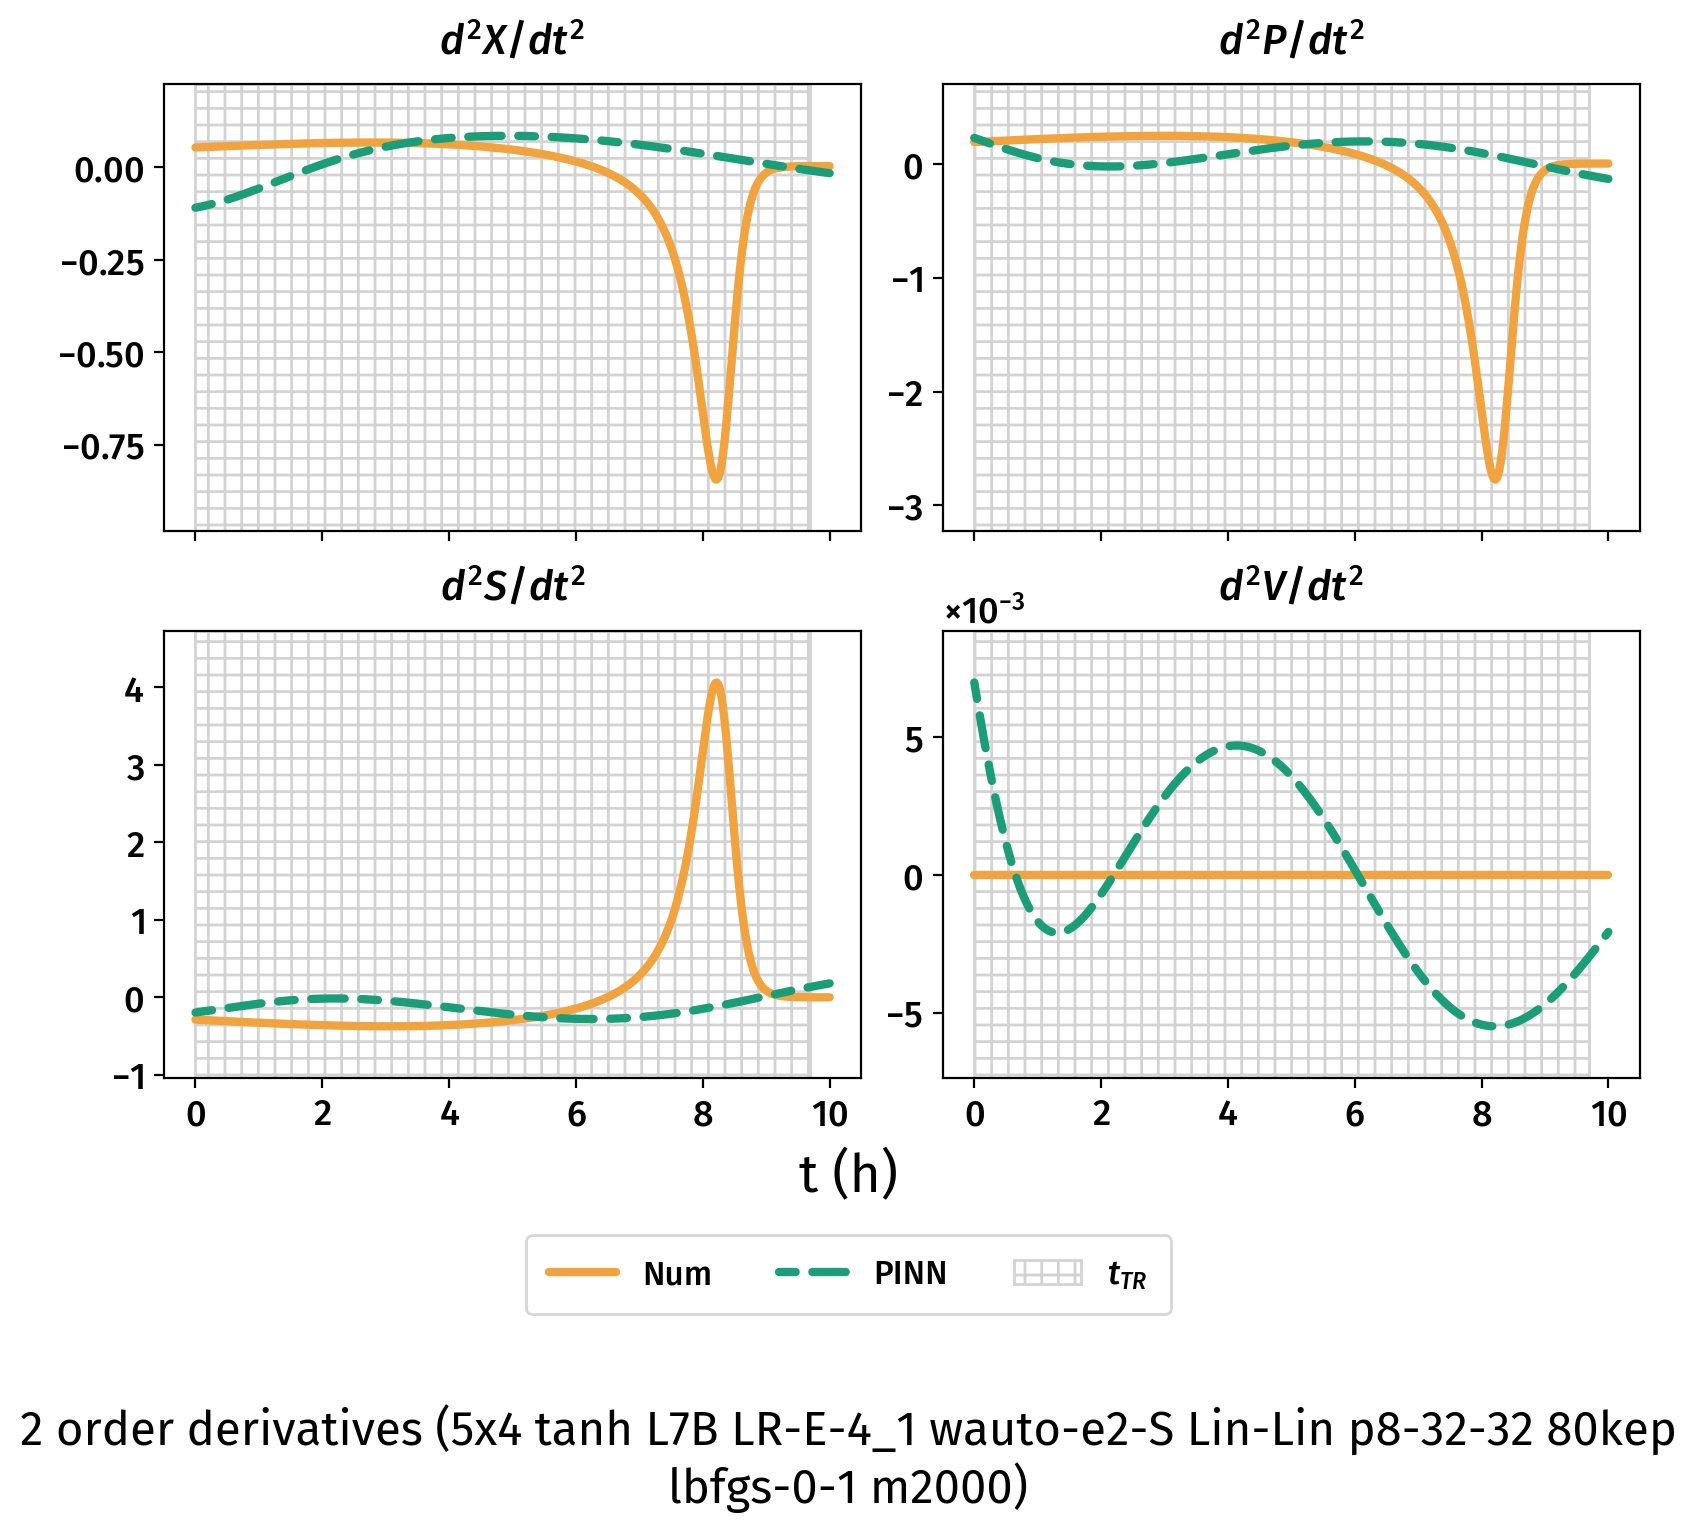 d²X/dt²
d²P/dt²
0.00
−0.25
−0.50
−0.75
0
−1
−2
−3
d²S/dt²
d²V/dt²
×10⁻³
4
3
2
1
0
−1
5
0
−5
0 2 4 6 8 10
0 2 4 6 8 10
t (h)
Num PINN t_TR
2 order derivatives (5x4 tanh L7B LR-E-4_1 wauto-e2-S Lin-Lin p8-32-32 80kep
lbfgs-0-1 m2000)